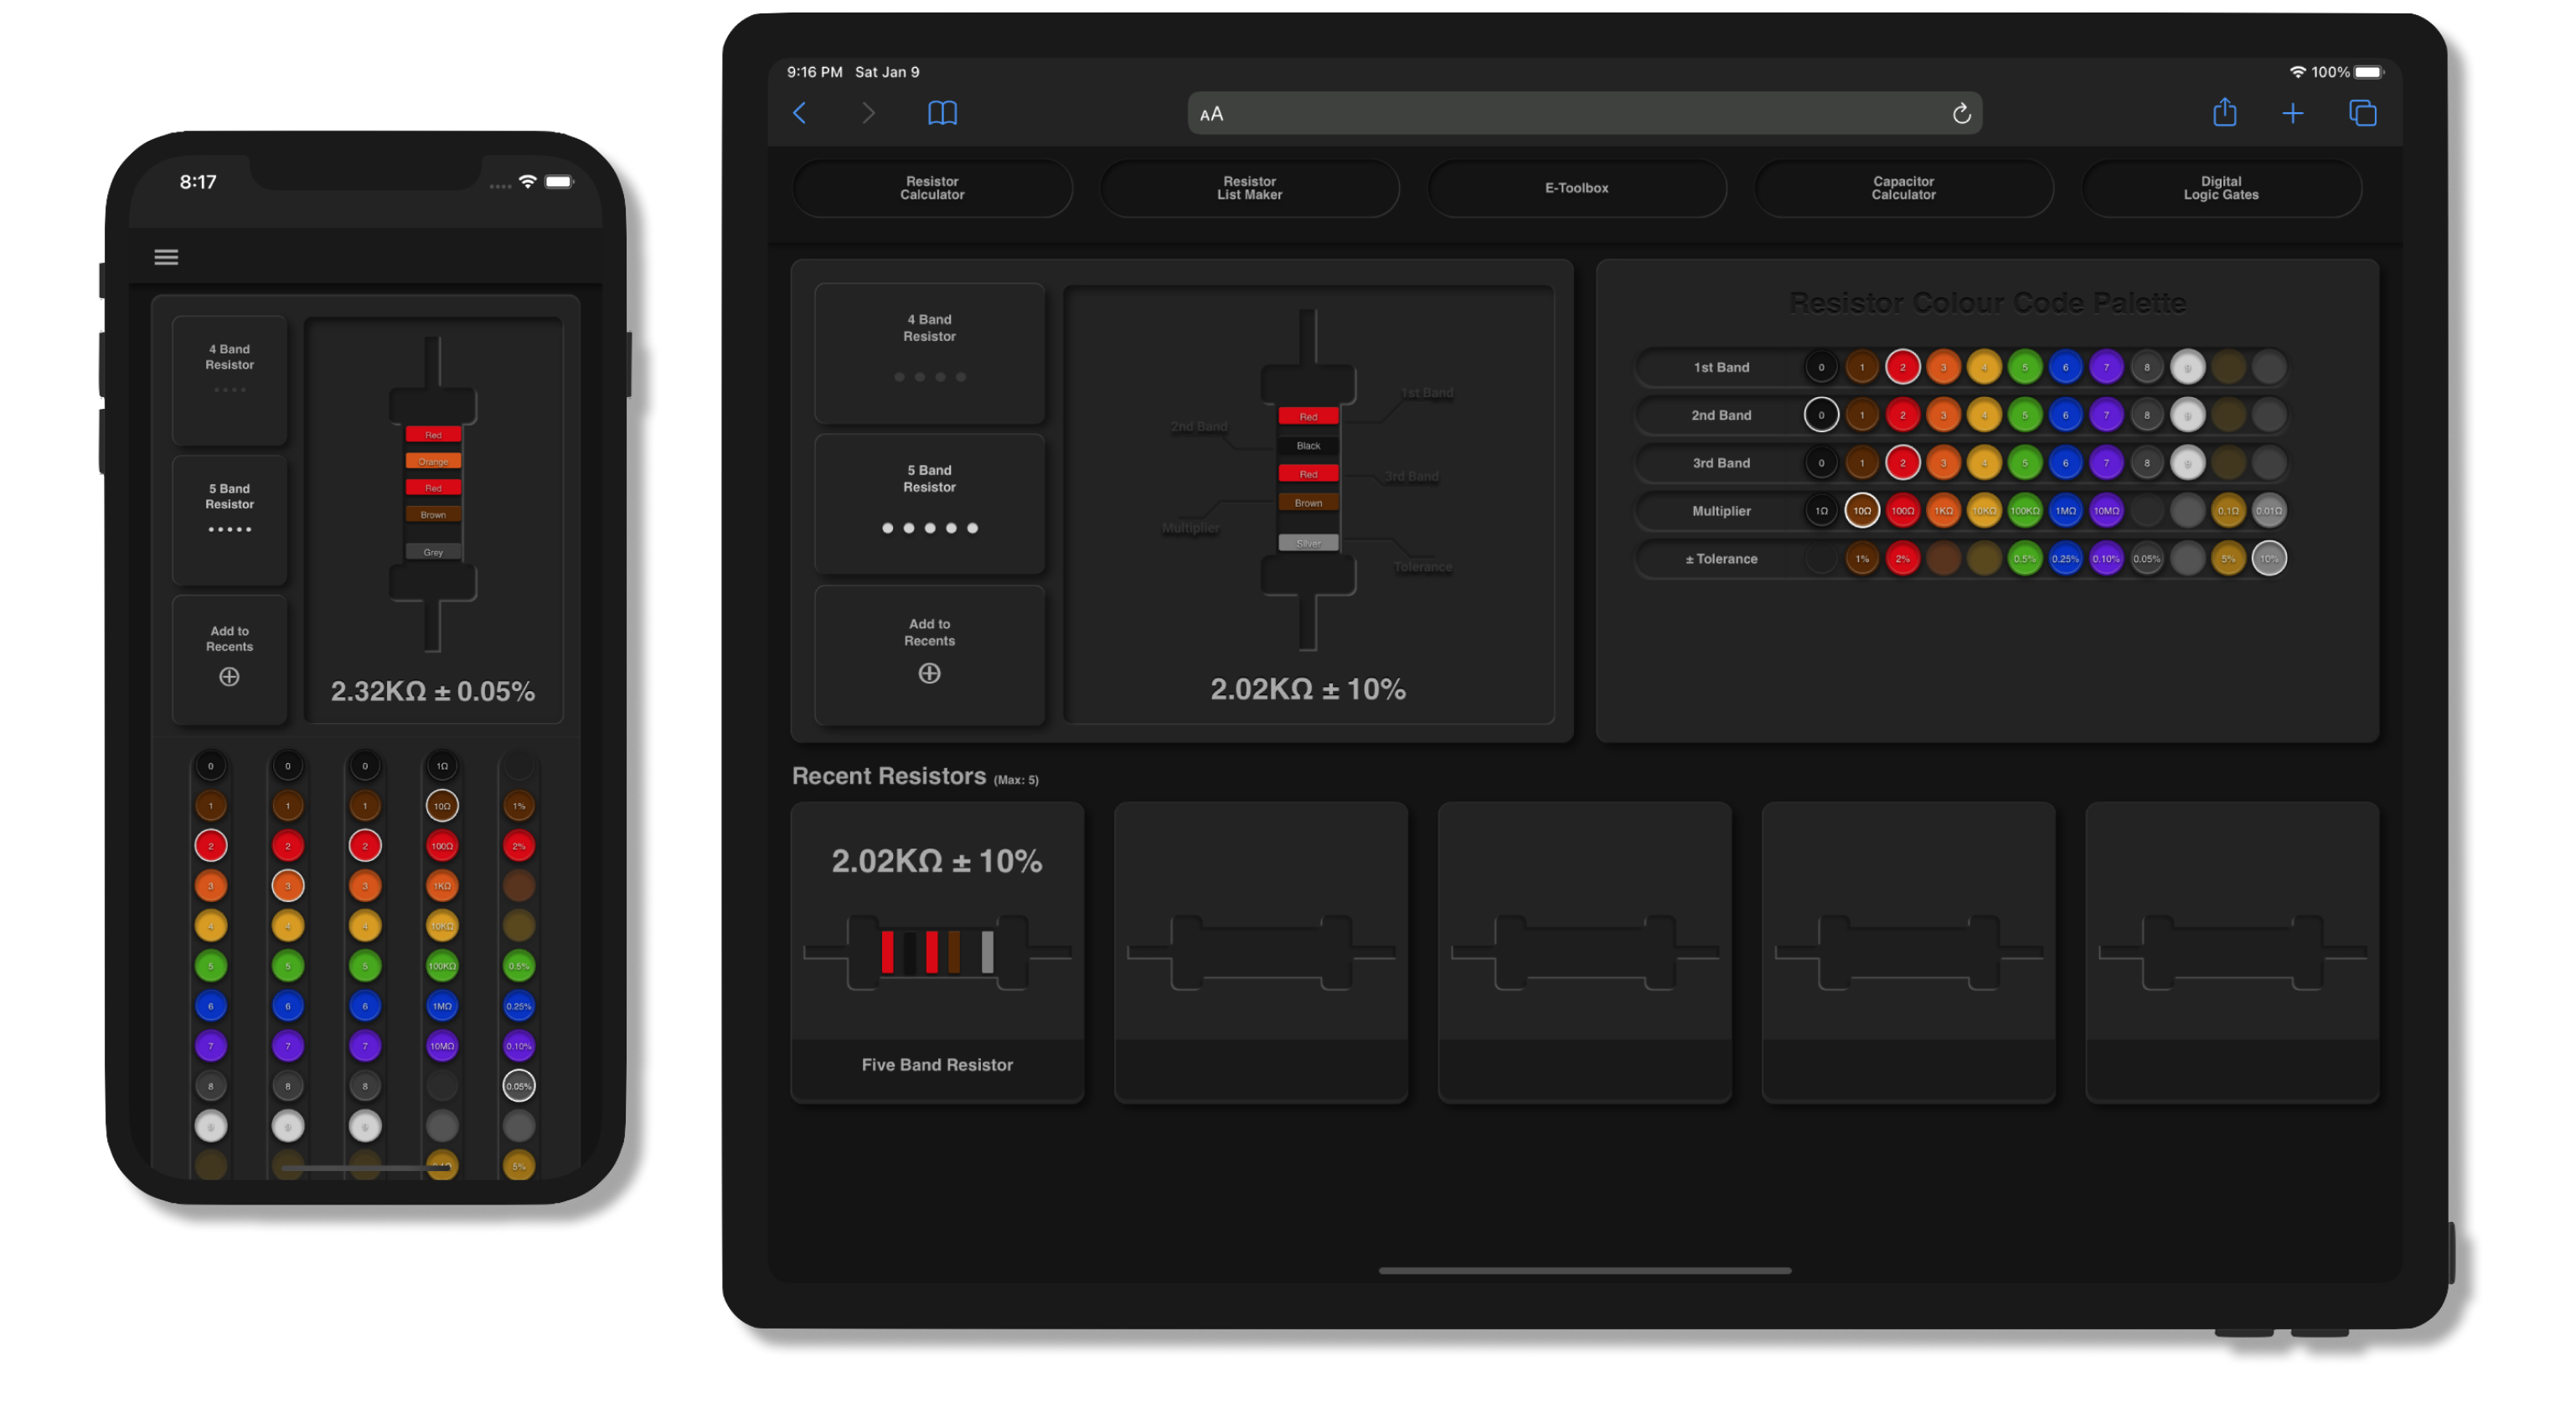 8:17
4 Band
Resistor
5 Band
Resistor
Add to
Recents
Red
Orange
Red
Brown
Grey
2.32KΩ ± 0.05%
0 0 0 1Ω
1 1 1 10Ω 1%
2 2 2 100Ω 2%
3 3 3 1KΩ
4 4 4 10KΩ
5 5 5 100KΩ 0.5%
6 6 6 1MΩ 0.25%
7 7 7 10MΩ 0.10%
8 8 8 0.05%
9 9 9
5%
9:16 PM Sat Jan 9
100%
AA
Resistor
Calculator
Resistor
List Maker
E-Toolbox
Capacitor
Calculator
Digital
Logic Gates
4 Band
Resistor
5 Band
Resistor
Add to
Recents
1st Band
2nd Band
3rd Band
Multiplier
Tolerance
Red
Black
Red
Brown
Silver
2.02KΩ ± 10%
Resistor Colour Code Palette
1st Band 0 1 2 3 4 5 6 7 8 9
2nd Band 0 1 2 3 4 5 6 7 8 9
3rd Band 0 1 2 3 4 5 6 7 8 9
Multiplier 1Ω 10Ω 100Ω 1KΩ 10KΩ 100KΩ 1MΩ 10MΩ 0.1Ω 0.01Ω
± Tolerance 1% 2% 0.5% 0.25% 0.10% 0.05% 5% 10%
Recent Resistors (Max: 5)
2.02KΩ ± 10%
Five Band Resistor